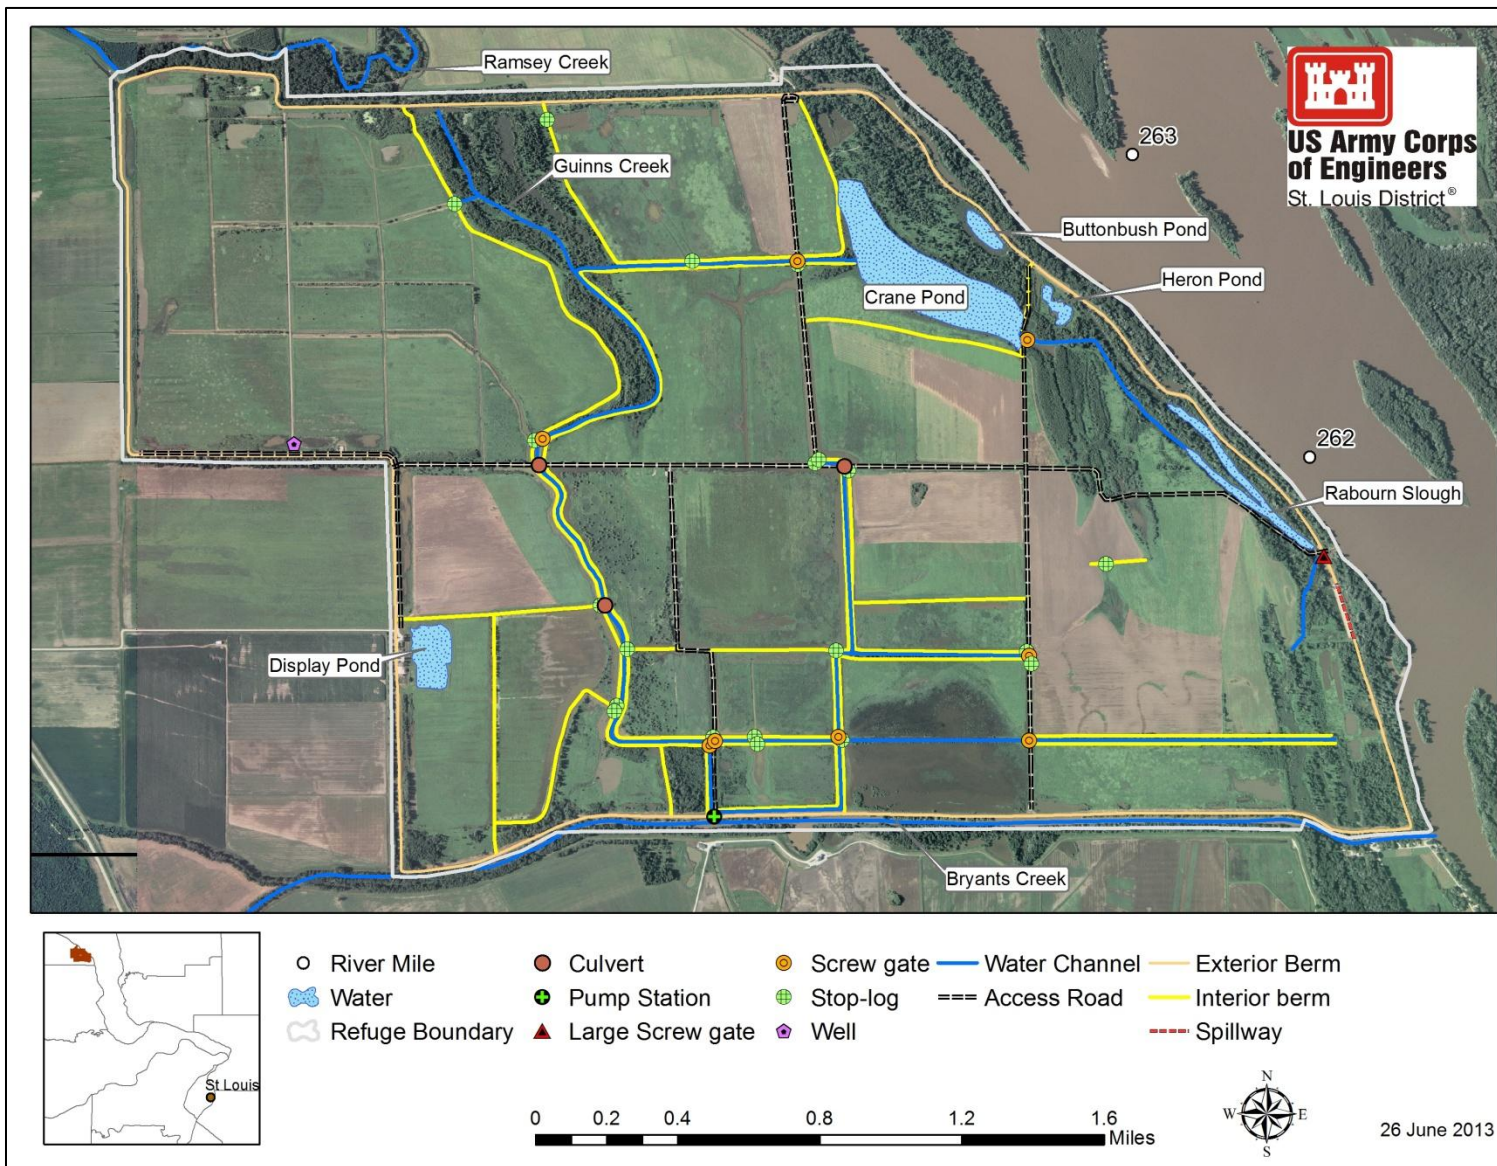 Ramsey Creek
US Army Corps
of Engineers
St. Louis District®
263
Guinns Creek
Buttonbush Pond
Heron Pond
Crane Pond
262
Rabourn Slough
Display Pond
Bryants Creek
River Mile
Culvert
Screw gate
Water Channel
Exterior Berm
Water
Pump Station
Stop-log
Access Road
Interior berm
Refuge Boundary
Large Screw gate
Well
Spillway
St Louis
0 0.2 0.4 0.8 1.2 1.6
Miles
N
W E
S
26 June 2013